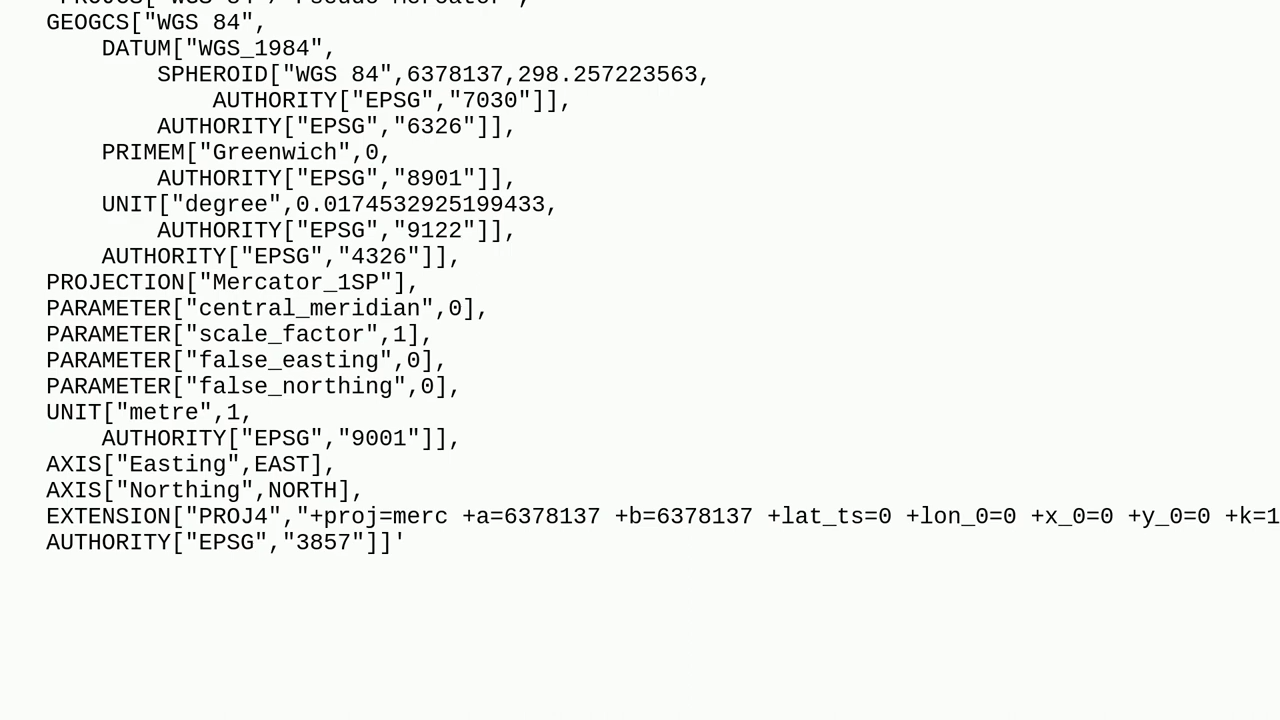 GEOGCS["WGS 84",
    DATUM["WGS_1984",
        SPHEROID["WGS 84",6378137,298.257223563,
            AUTHORITY["EPSG","7030"]],
        AUTHORITY["EPSG","6326"]],
    PRIMEM["Greenwich",0,
        AUTHORITY["EPSG","8901"]],
    UNIT["degree",0.0174532925199433,
        AUTHORITY["EPSG","9122"]],
    AUTHORITY["EPSG","4326"]],
PROJECTION["Mercator_1SP"],
PARAMETER["central_meridian",0],
PARAMETER["scale_factor",1],
PARAMETER["false_easting",0],
PARAMETER["false_northing",0],
UNIT["metre",1,
    AUTHORITY["EPSG","9001"]],
AXIS["Easting",EAST],
AXIS["Northing",NORTH],
EXTENSION["PROJ4","+proj=merc +a=6378137 +b=6378137 +lat_ts=0 +lon_0=0 +x_0=0 +y_0=0 +k=1
AUTHORITY["EPSG","3857"]]'